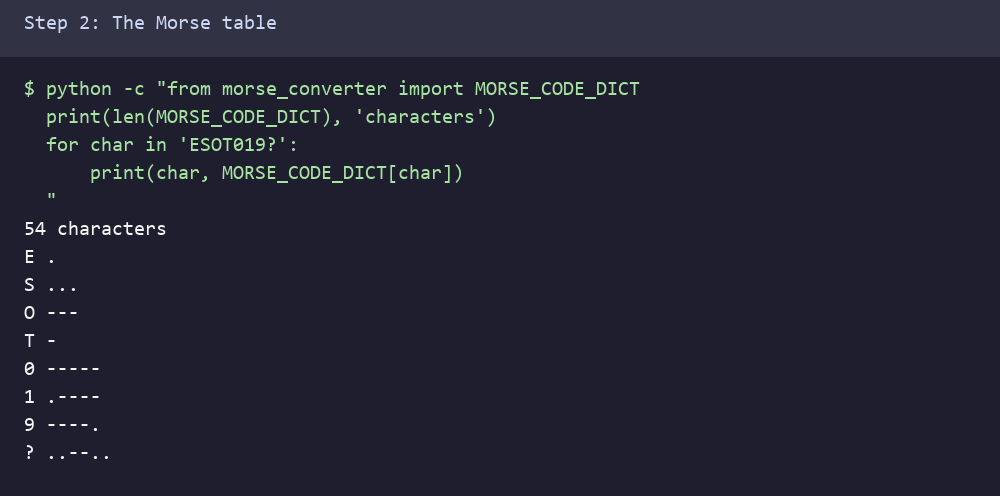 Step 2: The Morse table
$ python -c "from morse_converter import MORSE_CODE_DICT
  print(len(MORSE_CODE_DICT), 'characters')
  for char in 'ESOT019?':
      print(char, MORSE_CODE_DICT[char])
  "
54 characters
E .
S ...
O ---
T -
0 -----
1 .----
9 ----.
? ..--..